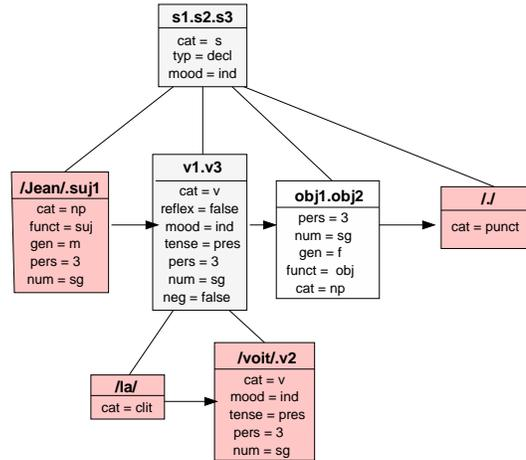 s1.s2.s3
cat = s
typ = decl
mood = ind
/Jean/.suj1
cat = np
funct = suj
gen = m
pers = 3
num = sg
v1.v3
cat = v
reflex = false
mood = ind
tense = pres
pers = 3
num = sg
neg = false
obj1.obj2
pers = 3
num = sg
gen = f
funct = obj
cat = np
/./
cat = punct
/la/
cat = clit
/voit/.v2
cat = v
mood = ind
tense = pres
pers = 3
num = sg